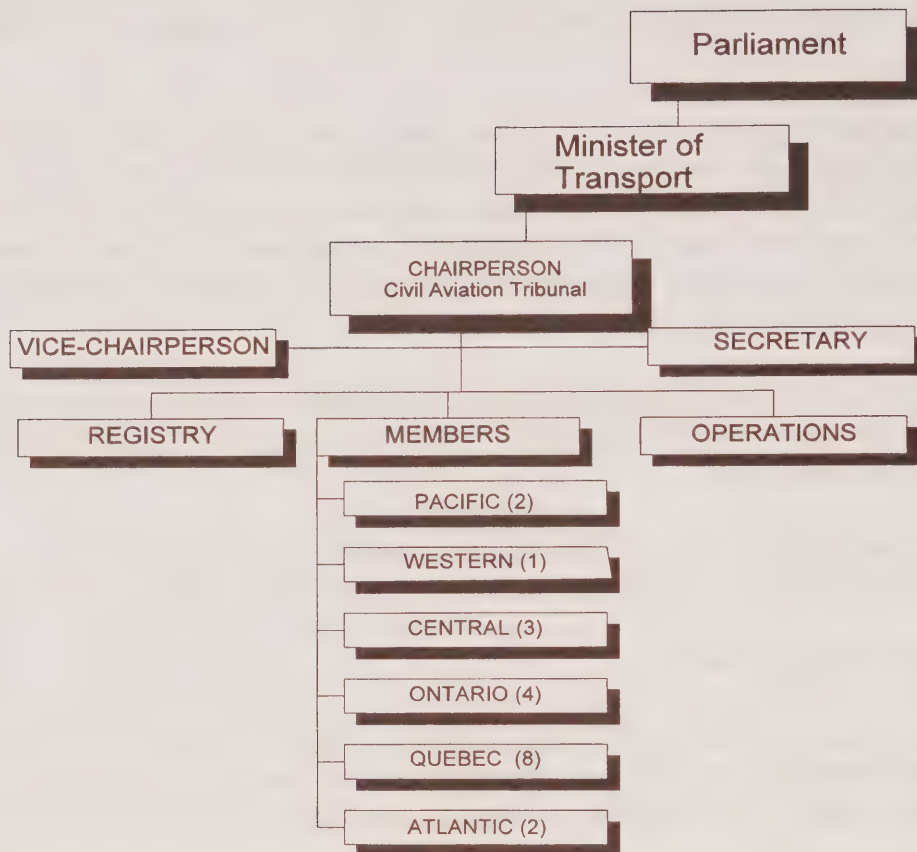 Parliament
Minister of
Transport
CHAIRPERSON
Civil Aviation Tribunal
VICE-CHAIRPERSON
SECRETARY
REGISTRY
MEMBERS
OPERATIONS
PACIFIC (2)
WESTERN (1)
CENTRAL (3)
ONTARIO (4)
QUEBEC (8)
ATLANTIC (2)